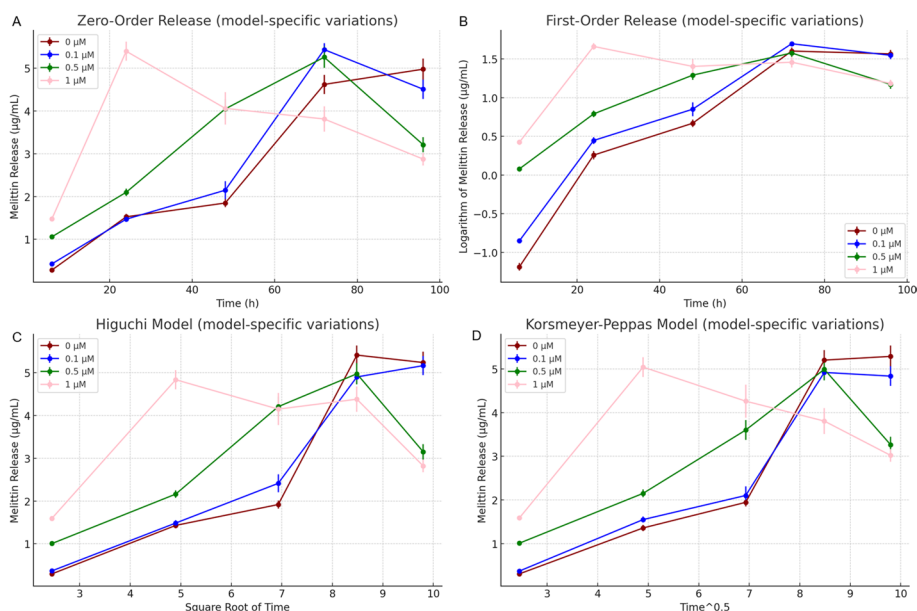 A
Zero-Order Release (model-specific variations)
0 μM
0.1 μM
0.5 μM
1 μM
5
4
3
2
1
Melittin Release (μg/mL)
20
40
60
80
100
Time (h)
B
First-Order Release (model-specific variations)
1.5
1.0
0.5
0.0
−0.5
−1.0
Logarithm of Melittin Release (μg/mL)
0 μM
0.1 μM
0.5 μM
1 μM
0
20
40
60
80
100
Time (h)
C
Higuchi Model (model-specific variations)
0 μM
0.1 μM
0.5 μM
1 μM
5
4
3
2
1
Melittin Release (μg/mL)
3
4
5
6
7
8
9
10
Square Root of Time
D
Korsmeyer-Peppas Model (model-specific variations)
0 μM
0.1 μM
0.5 μM
1 μM
5
4
3
2
1
Melittin Release (μg/mL)
3
4
5
6
7
8
9
10
Time^0.5